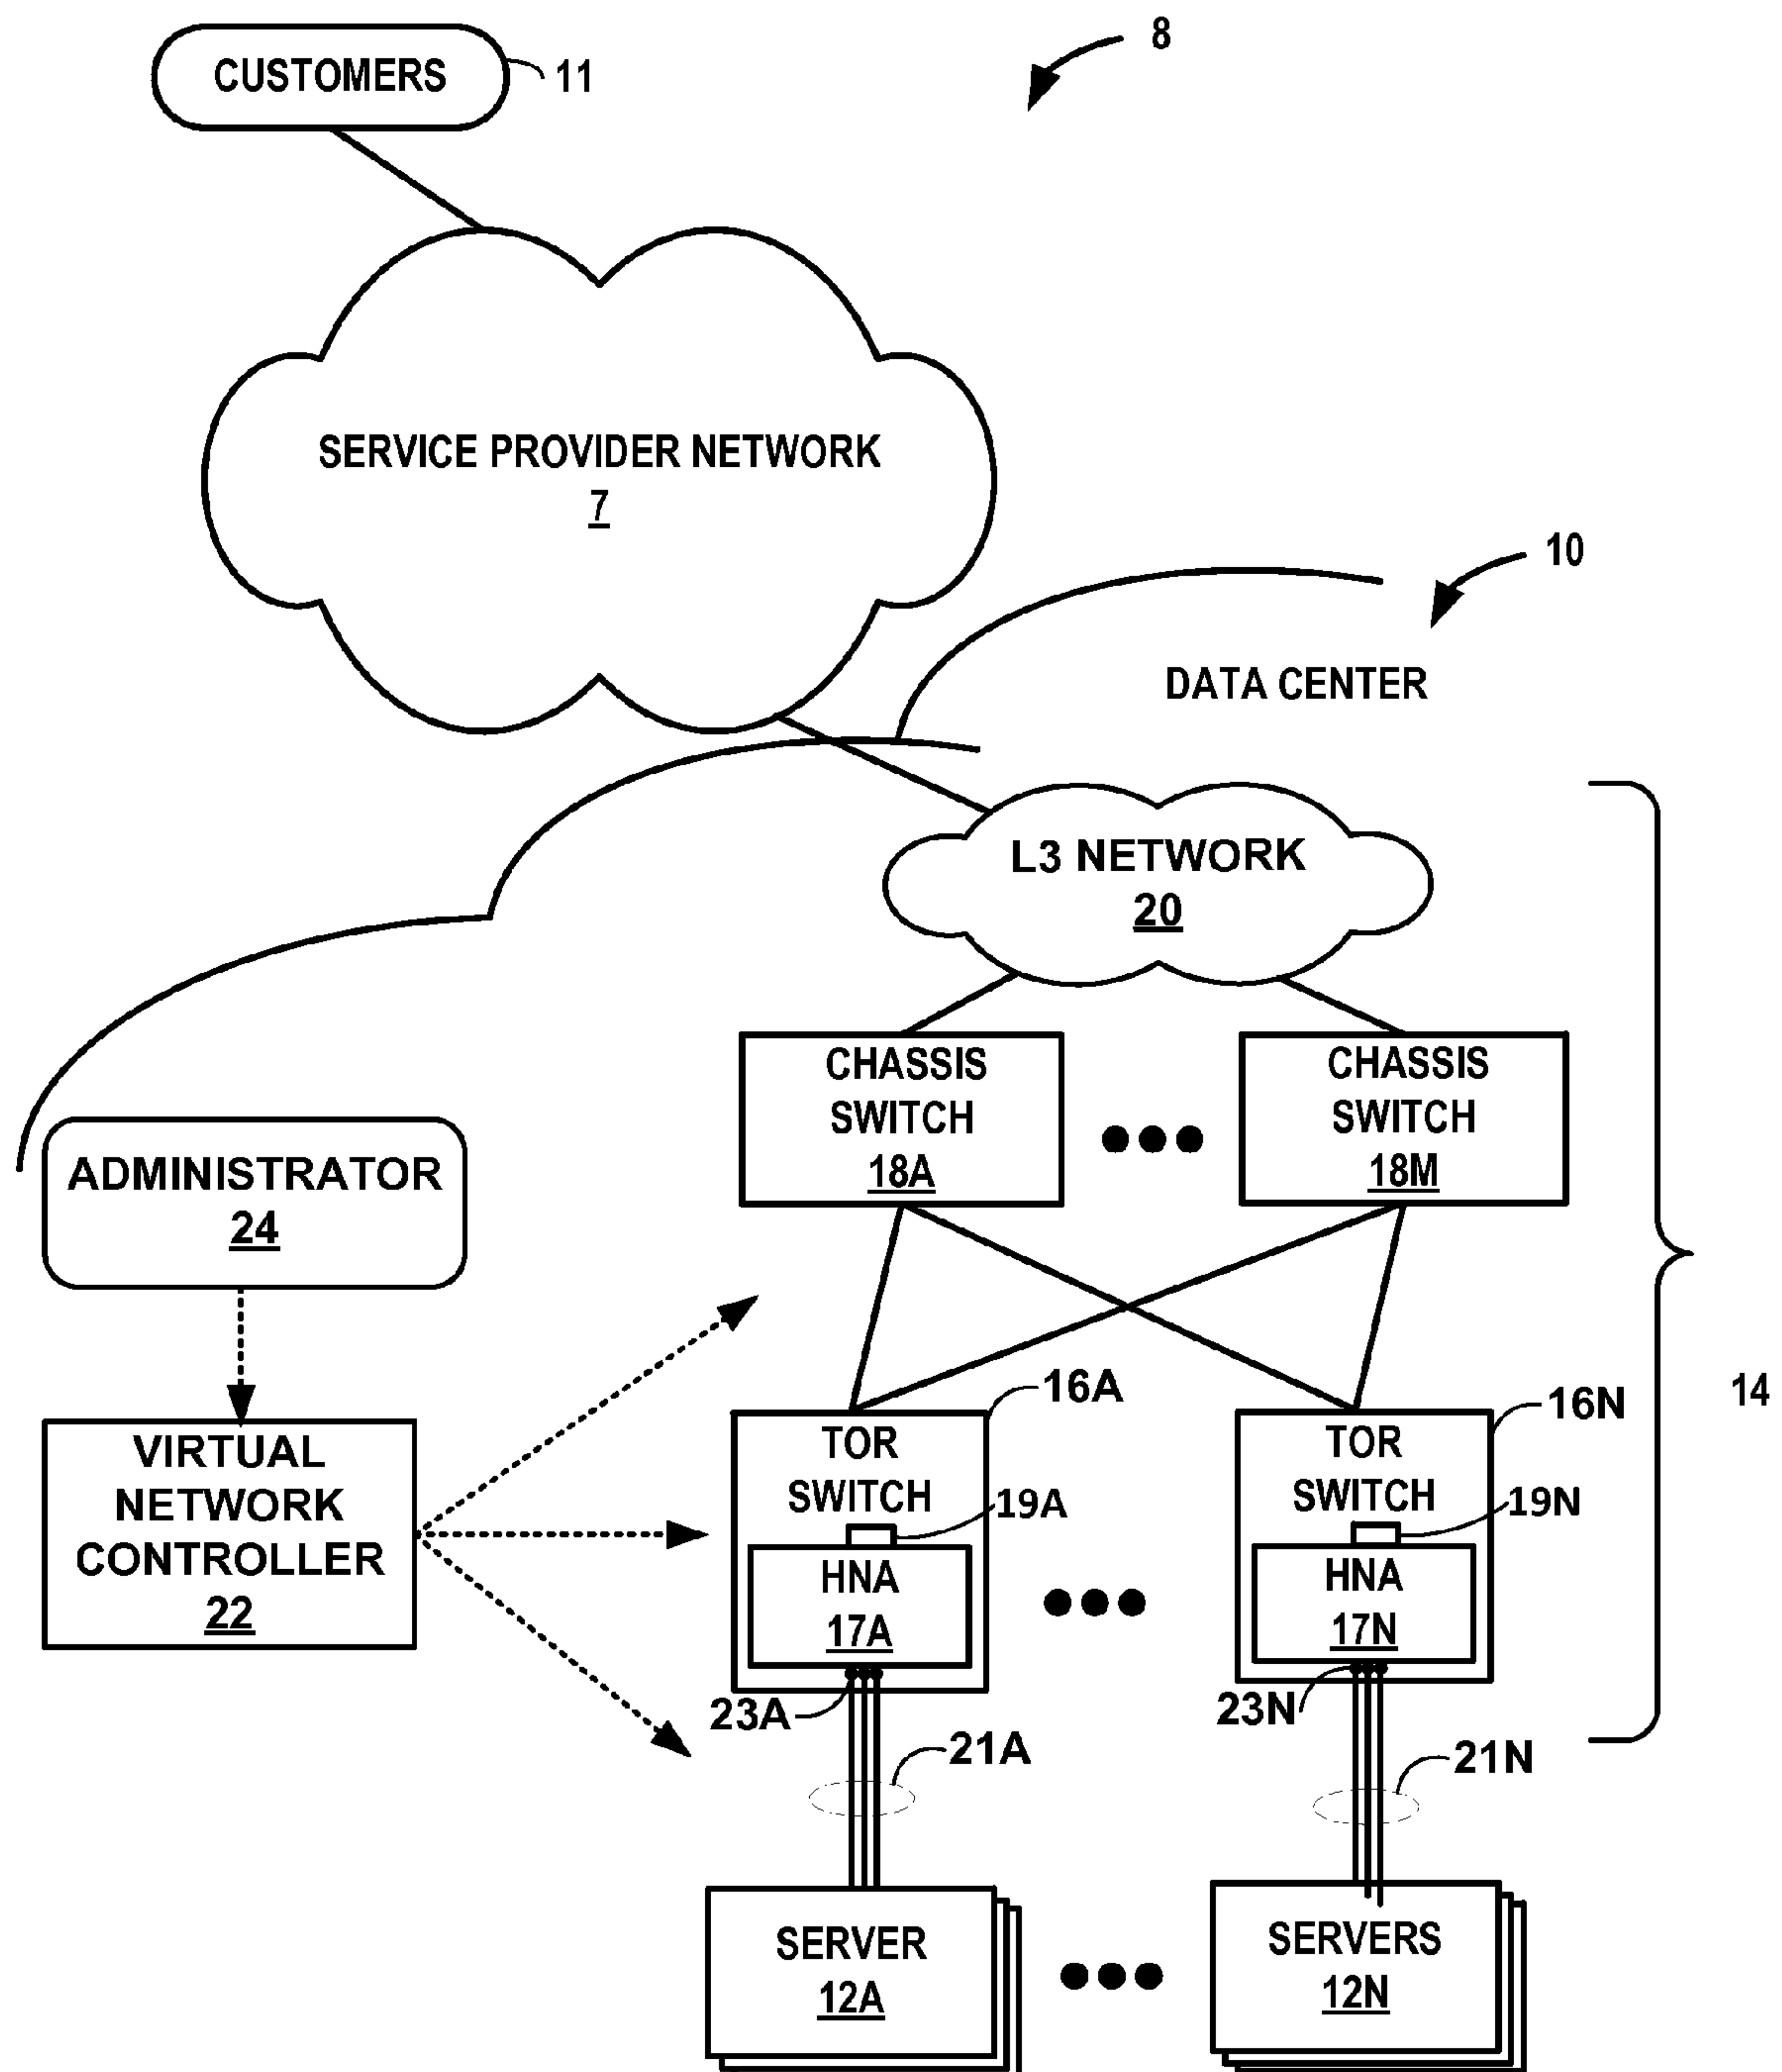 8
CUSTOMERS
11
SERVICE PROVIDER NETWORK
7
10
DATA CENTER
L3 NETWORK
20
CHASSIS
SWITCH
18A
CHASSIS
SWITCH
18M
ADMINISTRATOR
24
14
16A
16N
VIRTUAL
NETWORK
CONTROLLER
22
TOR
SWITCH
19A
HNA
17A
TOR
SWITCH
19N
HNA
17N
23A
23N
21A
21N
SERVER
12A
SERVERS
12N